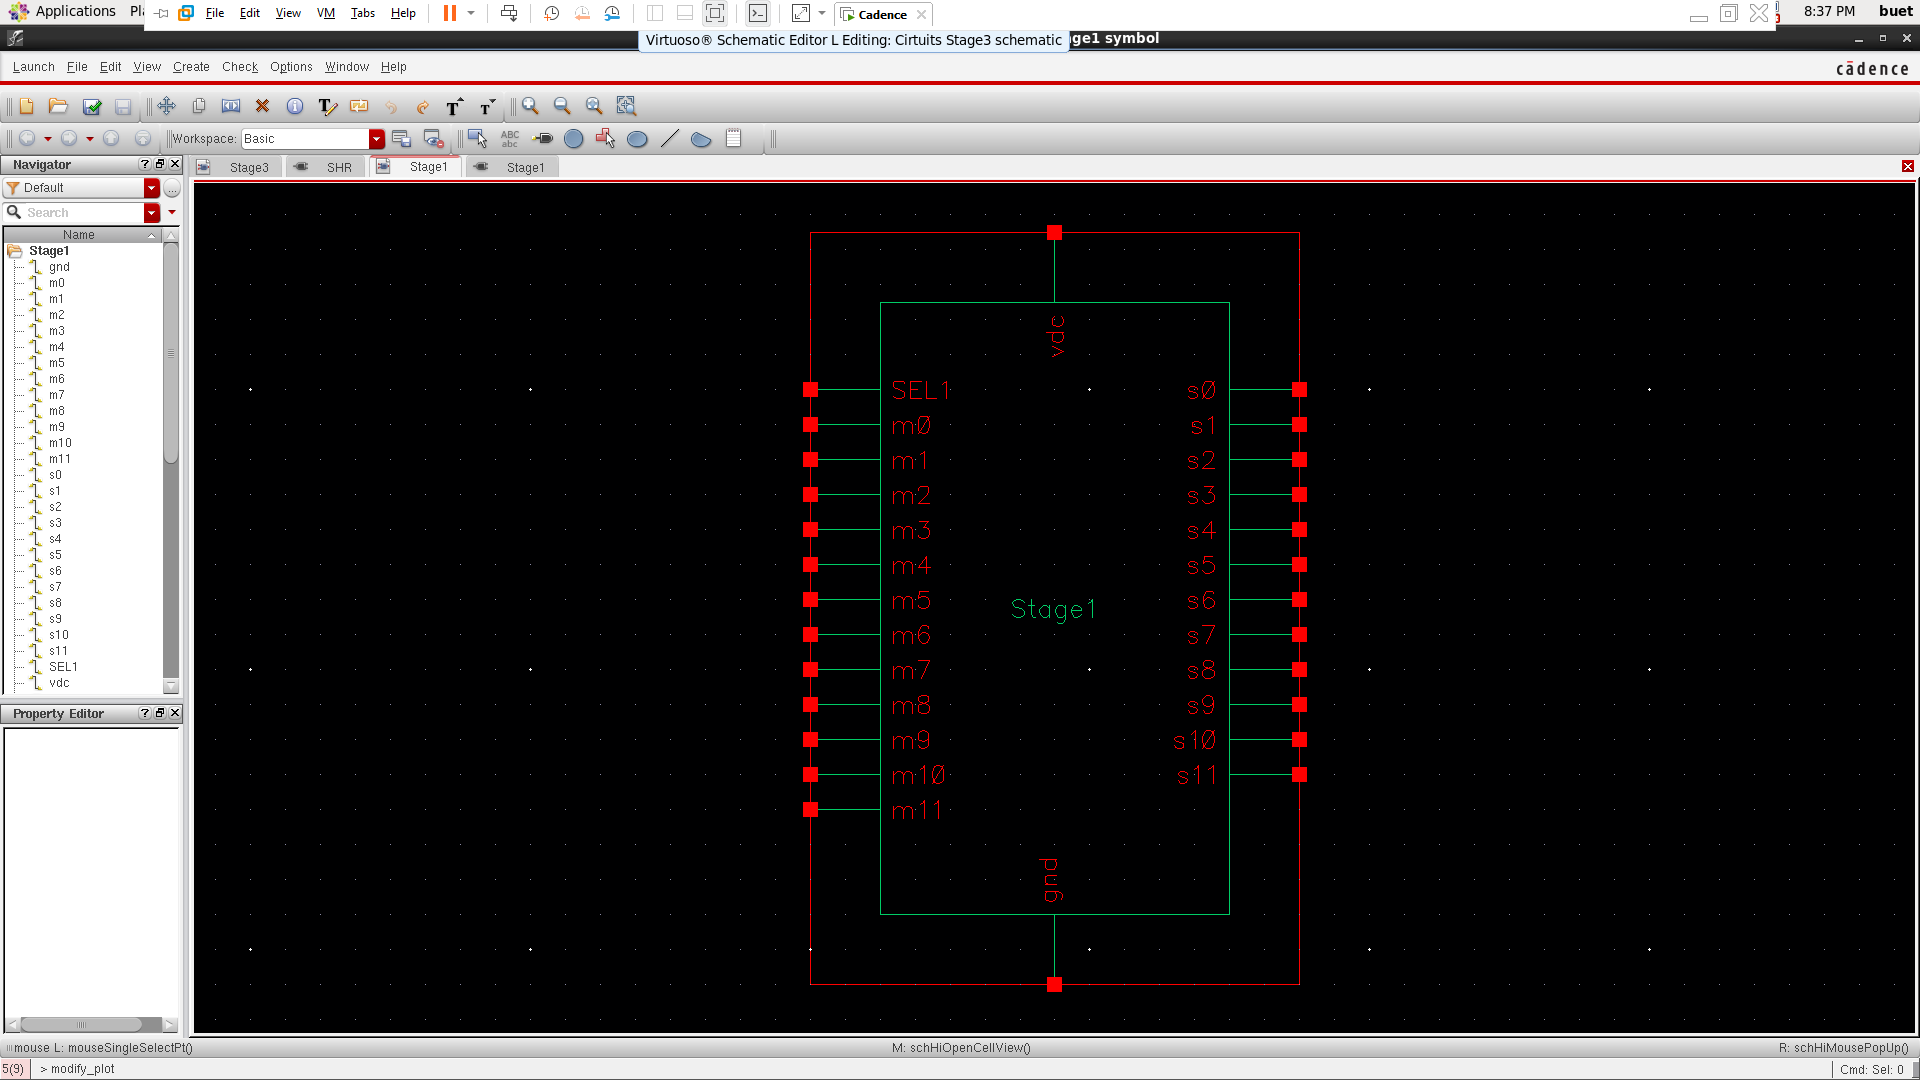 Applications
File Edit View VM Tabs Help
Cadence
8:37 PM
buet
Virtuoso® Schematic Editor L Editing: Cirtuits Stage3 schematic
ge1 symbol
Launch File Edit View Create Check Options Window Help
cādence
Workspace: Basic
ABC
abc
Navigator
Stage3
SHR
Stage1
Stage1
Default
Search
Name
Stage1
gnd
m0
m1
m2
m3
m4
m5
m6
m7
m8
m9
m10
m11
s0
s1
s2
s3
s4
s5
s6
s7
s8
s9
s10
s11
SEL1
vdc
Property Editor
vdc
SEL1
m0
m1
m2
m3
m4
m5
m6
m7
m8
m9
m10
m11
Stage1
s0
s1
s2
s3
s4
s5
s6
s7
s8
s9
s10
s11
gnd
mouse L: mouseSingleSelectPt()
M: schHiOpenCellView()
R: schHiMousePopUp()
5(9)
> modify_plot
Cmd: Sel: 0